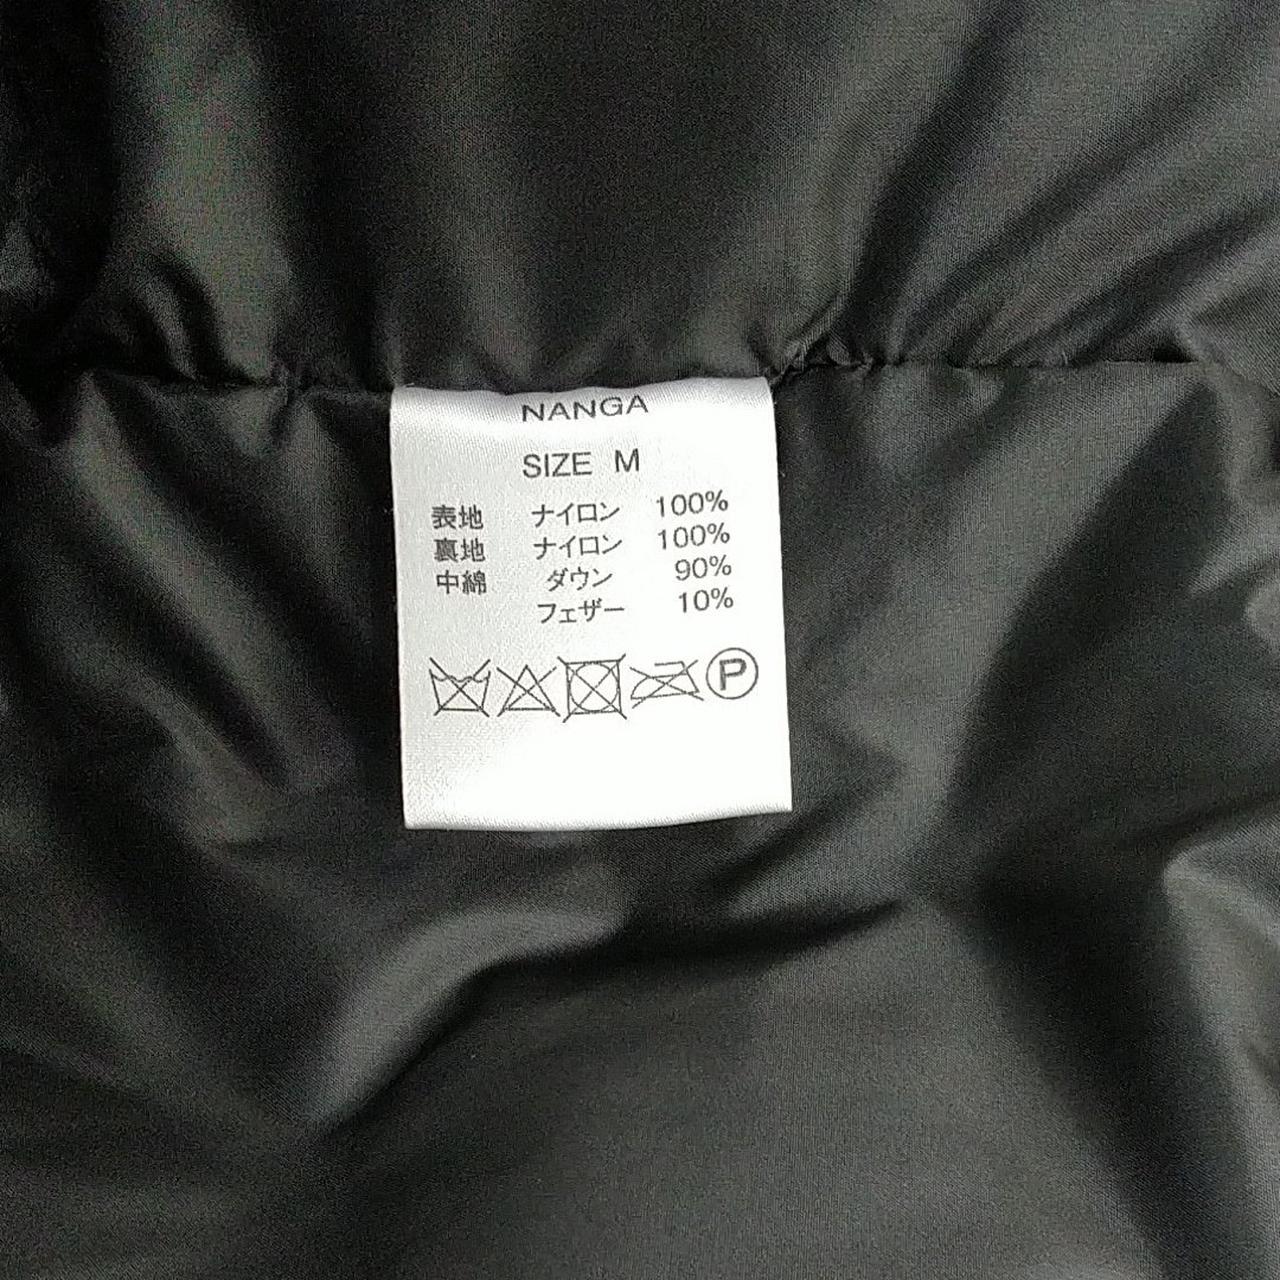 NANGA
SIZE M
表地 ナイロン 100%
裏地 ナイロン 100%
中綿 ダウン 90%
フェザー 10%
P